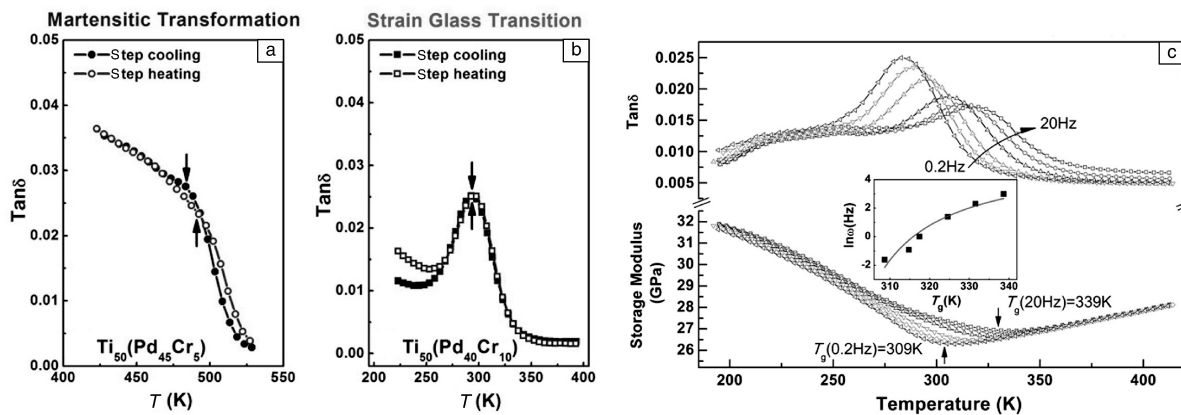 Martensitic Transformation
a
Step cooling
Step heating
0.05
0.04
0.03
0.02
0.01
0.00
Tanδ
Ti50(Pd45Cr5)
400
450
500
550
T (K)
Strain Glass Transition
b
Step cooling
Step heating
0.05
0.04
0.03
0.02
0.01
0.00
Tanδ
Ti50(Pd40Cr10)
200
250
300
350
400
T (K)
c
0.025
0.020
0.015
0.010
0.005
Tanδ
20Hz
0.2Hz
32
31
30
29
28
27
26
Storage Modulus
(GPa)
4
2
0
-2
lnω(Hz)
310
320
330
340
Tg(K)
Tg(20Hz)=339K
Tg(0.2Hz)=309K
200
250
300
350
400
Temperature (K)